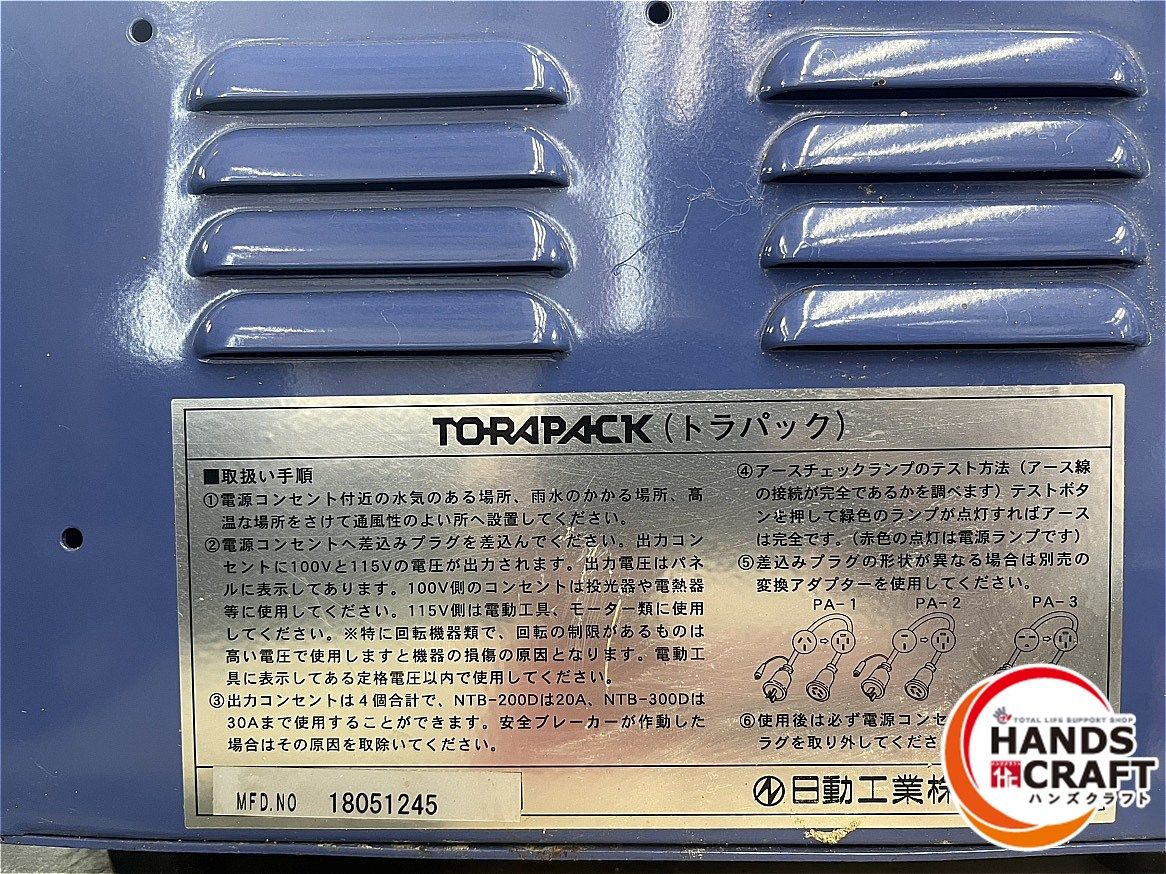 TORAPACK（トラパック）
■取扱い手順
①電源コンセント付近の水気のある場所、雨水のかかる場所、高
温な場所をさけて通風性のよい所へ設置してください。
②電源コンセントへ差込みプラグを差込んでください。出力コン
セントに100Vと115Vの電圧が出力されます。出力電圧はパネ
ルに表示してあります。100V側のコンセントは投光器や電熱器
等に使用してください。115V側は電動工具、モーター類に使用
してください。※特に回転機器類で、回転の制限があるものは
高い電圧で使用しますと機器の損傷の原因となります。電動工
具に表示してある定格電圧以内で使用してください。
③出力コンセントは４個合計で、NTB-200Dは20A、NTB-300Dは
30Aまで使用することができます。安全ブレーカーが作動した
場合はその原因を取除いてください。
④アースチェックランプのテスト方法（アース線
の接続が完全であるかを調べます）テストボタ
ンを押して緑色のランプが点灯すればアース
は完全です。（赤色の点灯は電源ランプです）
⑤差込みプラグの形状が異なる場合は別売の
変換アダプターを使用してください。
PA-1 PA-2 PA-3
⑥使用後は必ず電源コンセ
ラグを取り外してくださ
MFD.NO 18051245
日動工業株
TOTAL LIFE SUPPORT SHOP
HANDS
CRAFT
ハンズクラフト